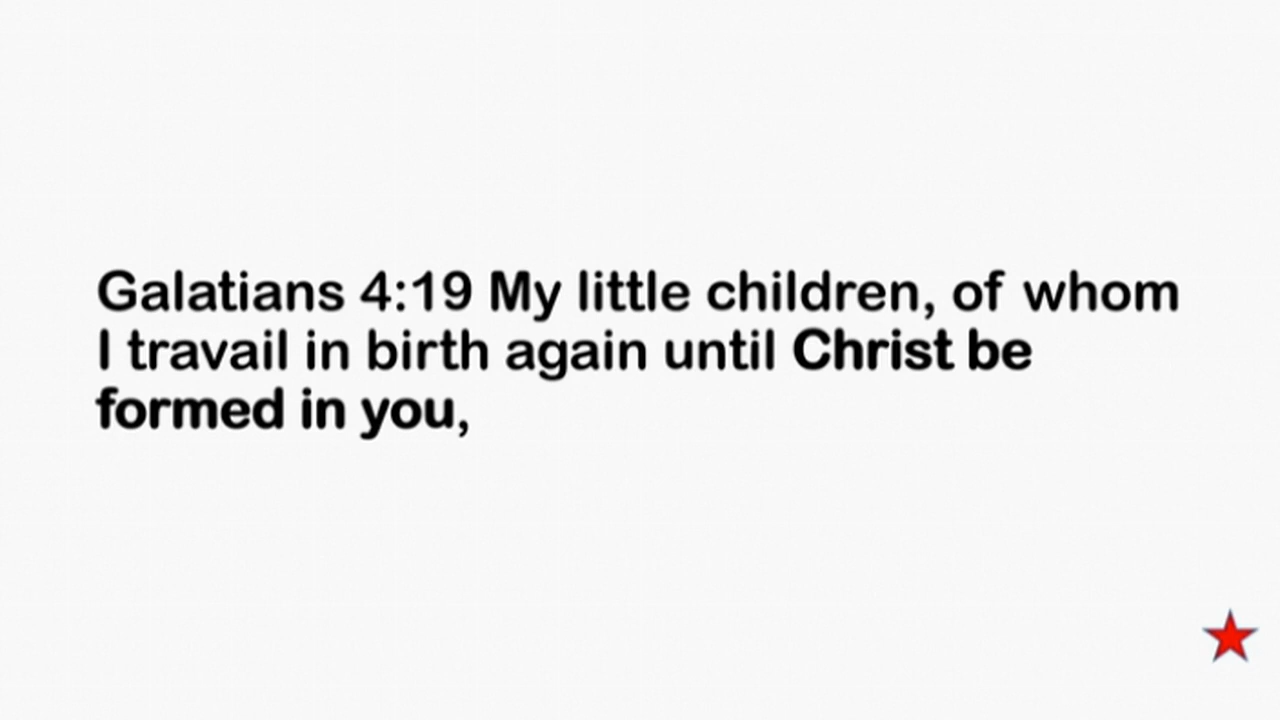 Galatians 4:19 My little children, of whom
I travail in birth again until Christ be
formed in you,